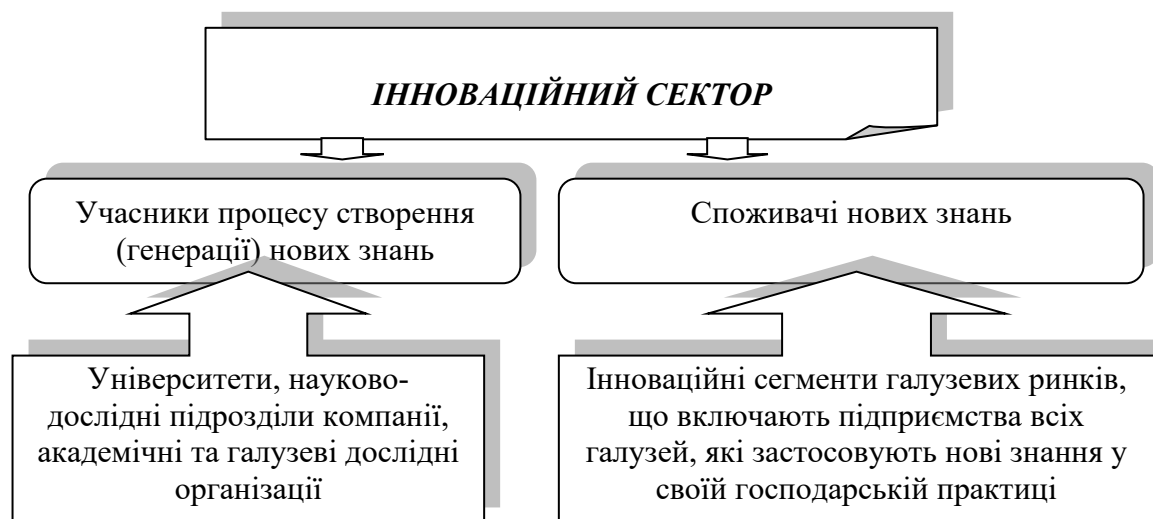 ІННОВАЦІЙНИЙ СЕКТОР
Учасники процесу створення
(генерації) нових знань
Споживачі нових знань
Університети, науково-
дослідні підрозділи компанії,
академічні та галузеві дослідні
організації
Інноваційні сегменти галузевих ринків,
що включають підприємства всіх
галузей, які застосовують нові знання у
своїй господарській практиці